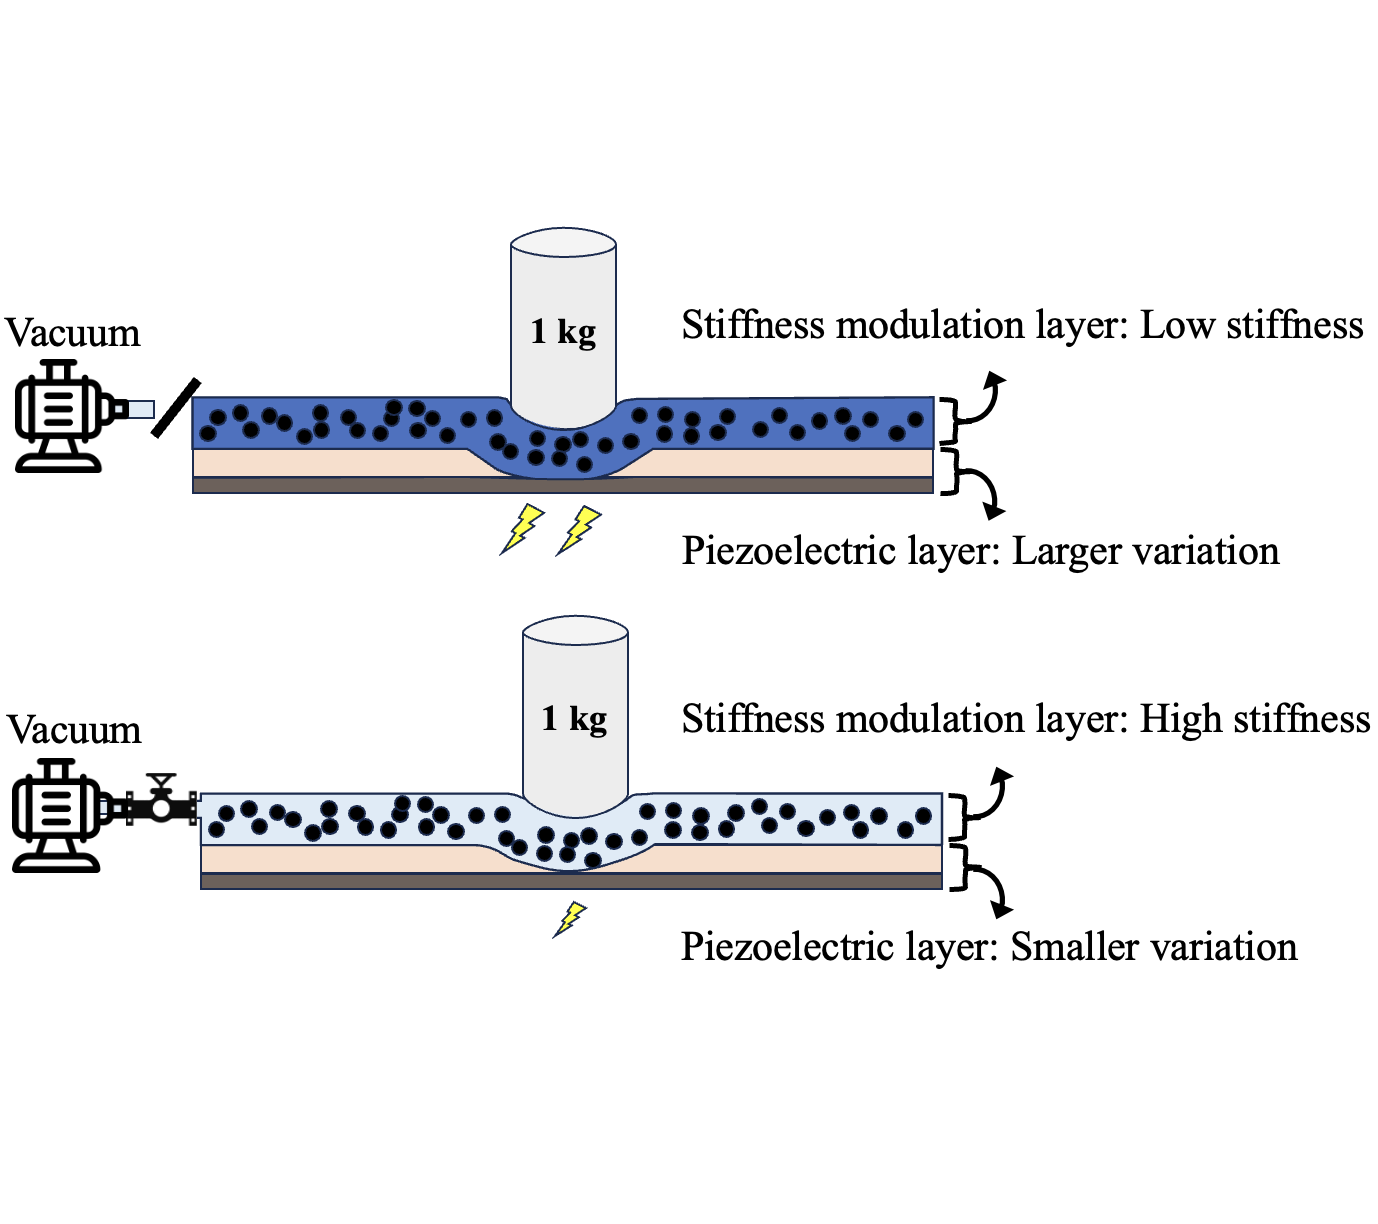 1 kg
Stiffness modulation layer: Low stiffness
Vacuum
Piezoelectric layer: Larger variation
1 kg
Stiffness modulation layer: High stiffness
Vacuum
Piezoelectric layer: Smaller variation